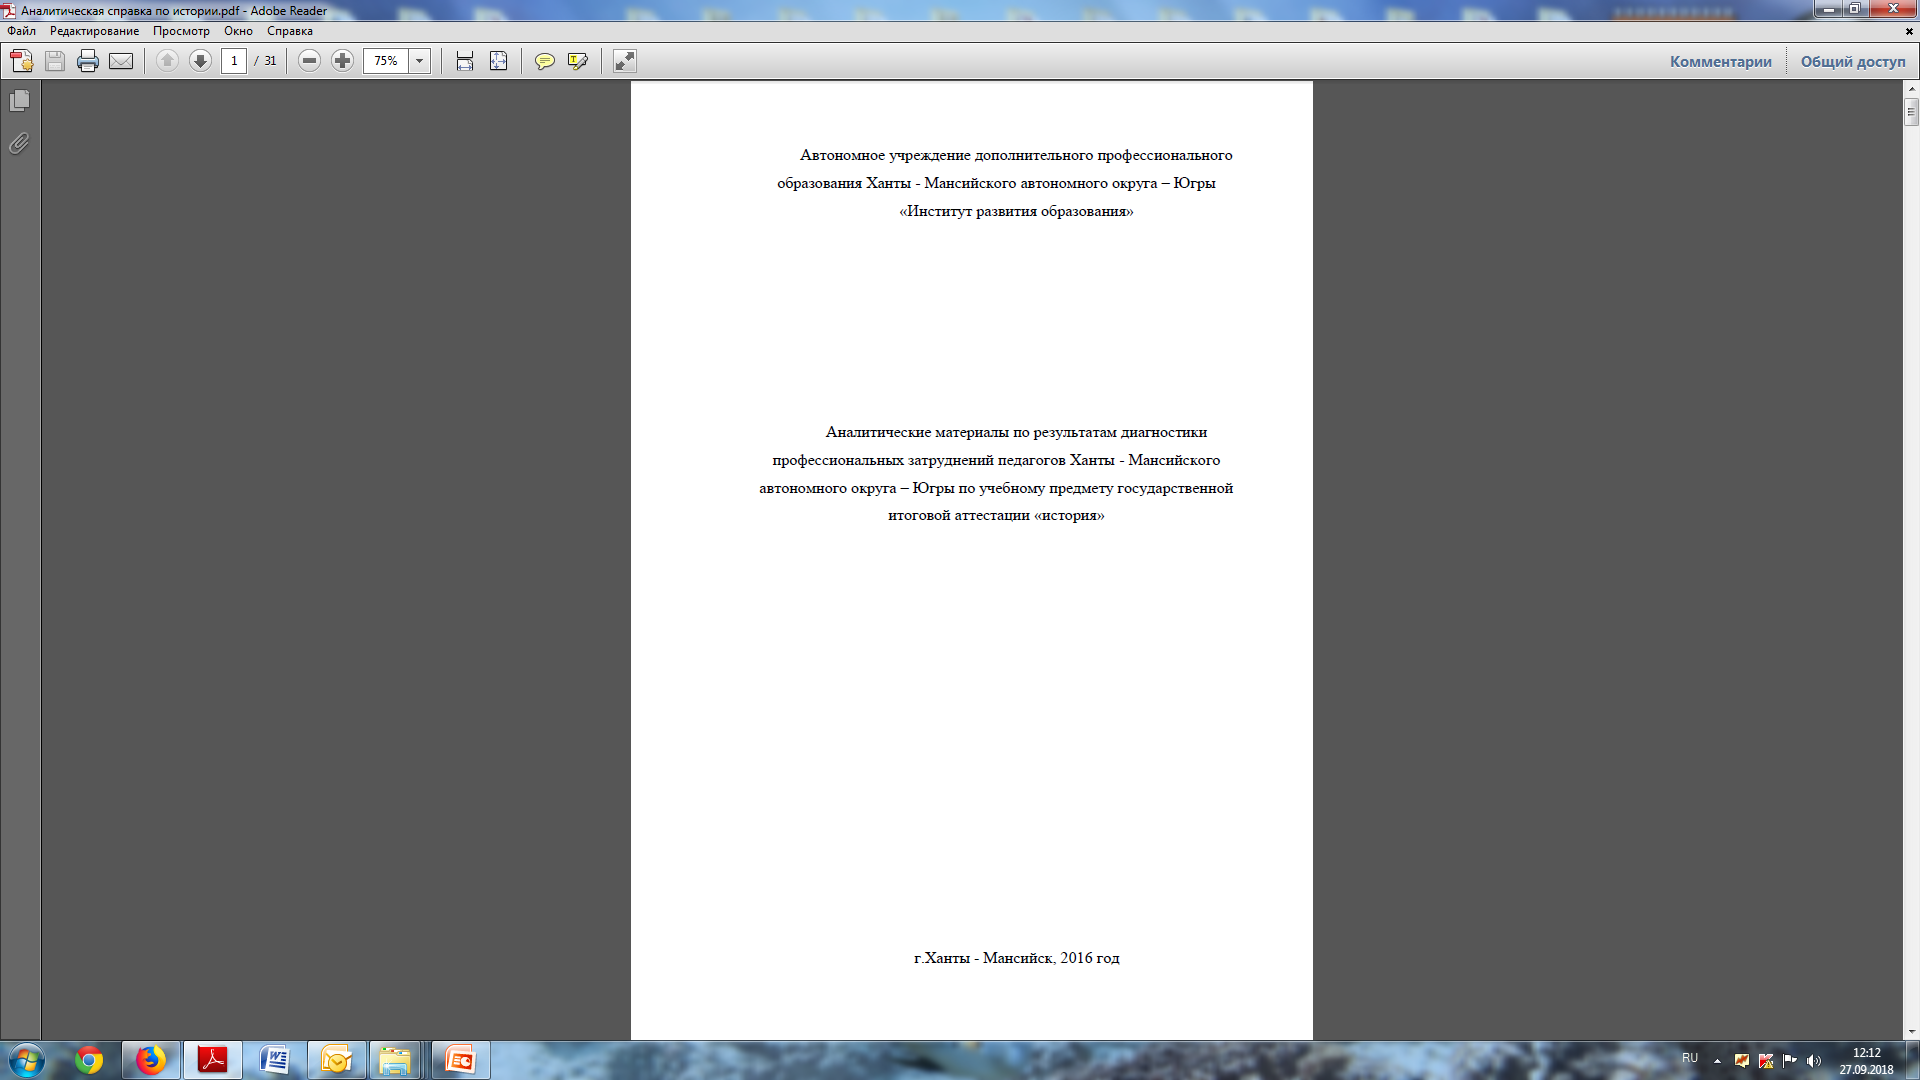 Аналитическая справка по истории.pdf - Adobe Reader
Файл Редактирование Просмотр Окно Справка
1 / 31 75% Комментарии Общий доступ
Автономное учреждение дополнительного профессионального
образования Ханты - Мансийского автономного округа – Югры
«Институт развития образования»
Аналитические материалы по результатам диагностики
профессиональных затруднений педагогов Ханты - Мансийского
автономного округа – Югры по учебному предмету государственной
итоговой аттестации «история»
г.Ханты - Мансийск, 2016 год
RU 12:12
27.09.2018